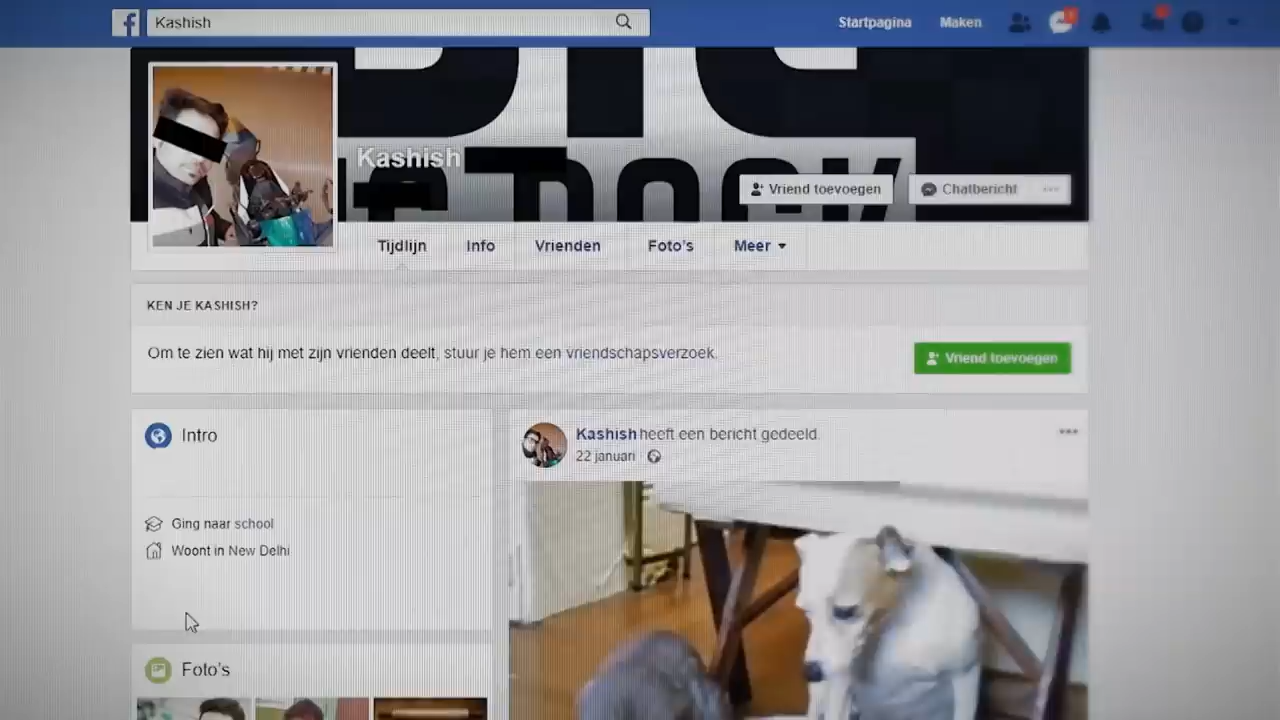 Kashish
Startpagina
Maken
Kashish
Vriend toevoegen
Chatbericht
Tijdlijn
Info
Vrienden
Foto's
Meer
KEN JE KASHISH?
Om te zien wat hij met zijn vrienden deelt, stuur je hem een vriendschapsverzoek.
Vriend toevoegen
Intro
Kashish heeft een bericht gedeeld.
22 januari
Ging naar school
Woont in New Delhi
Foto's